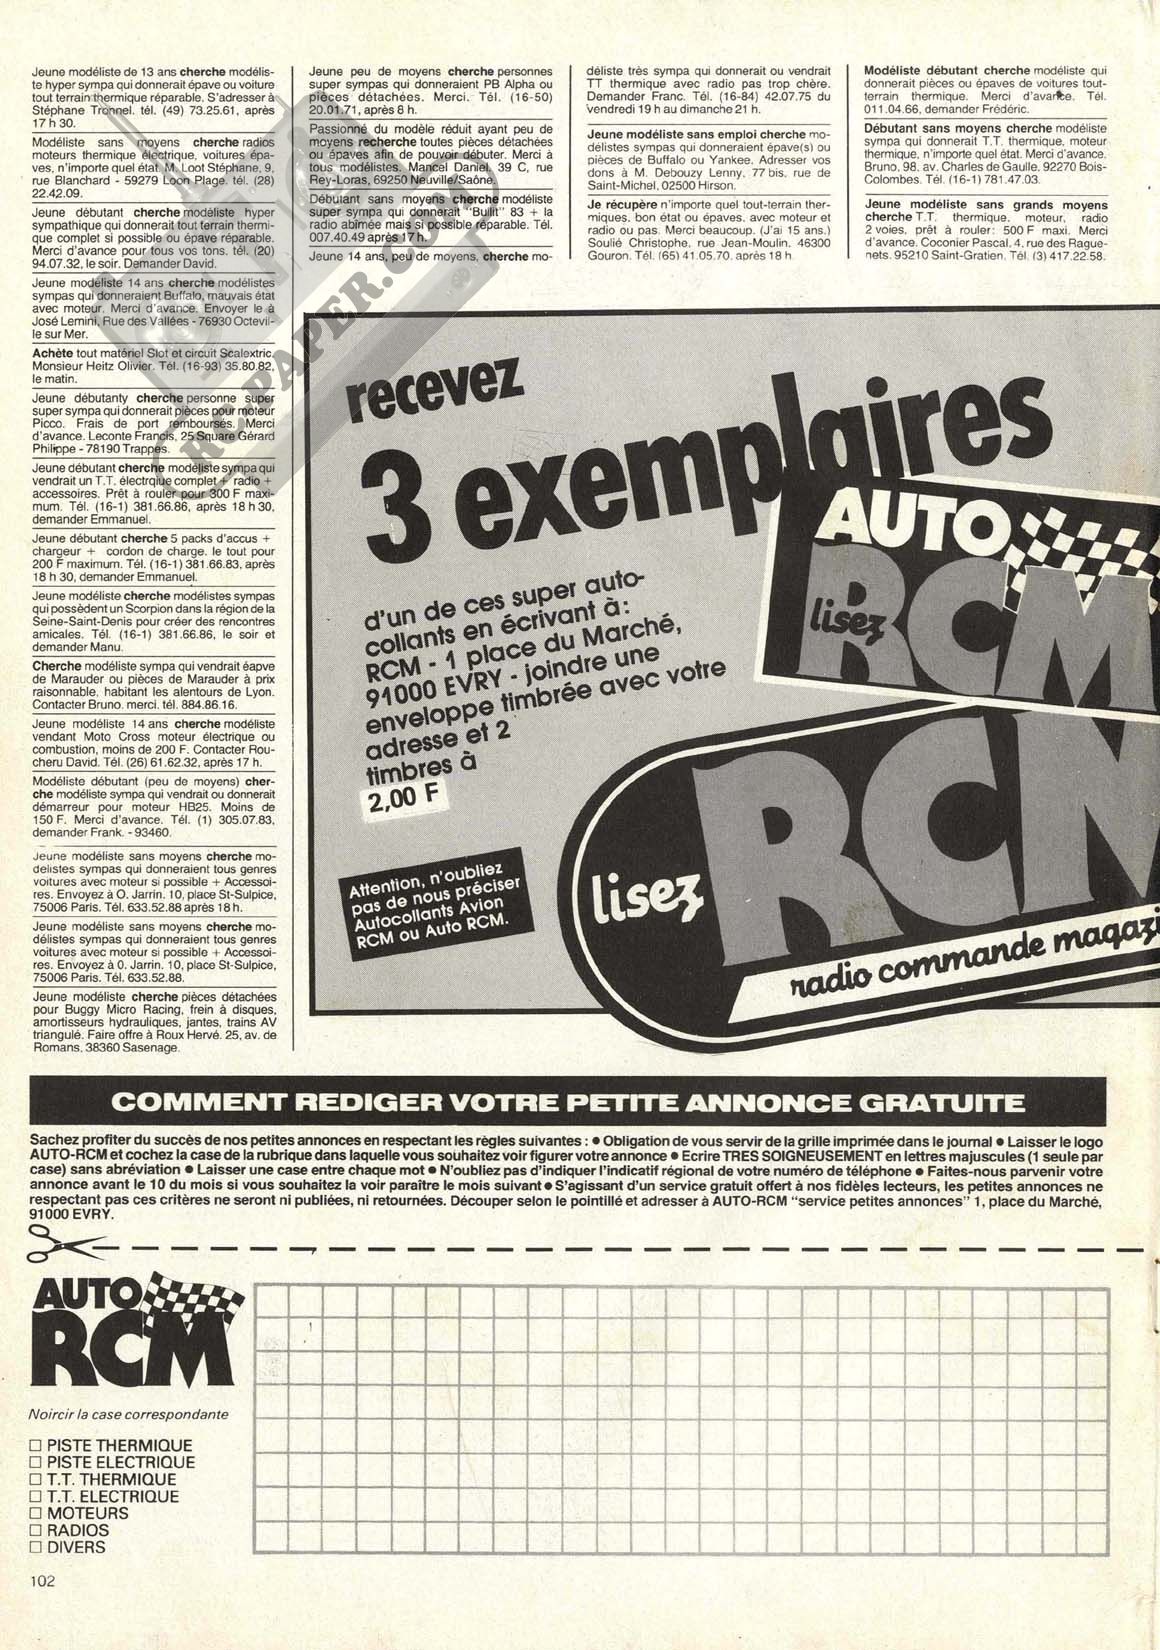 Jeune modéliste de 13 ans cherche modélis-
te hyper sympa qui donnerait épave ou voiture
tout terrain thermique réparable. S'adresser à
Stéphane Tronnel. tél. (49) 73.25.61, après
17 h 30.
Modéliste sans moyens cherche radios
moteurs thermique électrique, voitures épa-
ves, n'importe quel état. M. Loot Stéphane, 9,
rue Blanchard - 59279 Loon Plage. tél. (28)
22.42.09.
Jeune débutant cherche modéliste hyper
sympathique qui donnerait tout terrain thermi-
que complet si possible ou épave réparable.
Merci d'avance pour tous vos tons. tél. (20)
94.07.32, le soir. Demander David.
Jeune modéliste 14 ans cherche modélistes
sympas qui donneraient Buffalo, mauvais état
avec moteur. Merci d'avance. Envoyer le à
José Lemini, Rue des Vallées - 76930 Octevil-
le sur Mer.
Achète tout matériel Slot et circuit Scalextric.
Monsieur Heitz Olivier. Tél. (16-93) 35.80.82,
le matin.
Jeune débutanty cherche personne super
super sympa qui donnerait pièces pour moteur
Picco. Frais de port remboursés. Merci
d'avance. Leconte Francis, 25 Square Gérard
Philippe - 78190 Trappes.
Jeune débutant cherche modéliste sympa qui
vendrait un T.T. électrqiue complet + radio +
accessoires. Prêt à rouler pour 300 F maxi-
mum. Tél. (16-1) 381.66.86, après 18 h 30,
demander Emmanuel.
Jeune débutant cherche 5 packs d'accus +
chargeur + cordon de charge. le tout pour
200 F maximum. Tél. (16-1) 381.66.83, après
18 h 30, demander Emmanuel.
Jeune modéliste cherche modélistes sympas
qui possèdent un Scorpion dans la région de la
Seine-Saint-Denis pour créer des rencontres
amicales. Tél. (16-1) 381.66.86, le soir et
demander Manu.
Cherche modéliste sympa qui vendrait éapve
de Marauder ou pièces de Marauder à prix
raisonnable. habitant les alentours de Lyon.
Contacter Bruno. merci. tél. 884.86.16.
Jeune modéliste 14 ans cherche modéliste
vendant Moto Cross moteur électrique ou
combustion, moins de 200 F. Contacter Rou-
cheru David. Tél. (26) 61.62.32, après 17 h.
Modéliste débutant (peu de moyens) cher-
che modéliste sympa qui vendrait ou donnerait
démarreur pour moteur HB25. Moins de
150 F. Merci d'avance. Tél. (1) 305.07.83,
demander Frank. - 93460.
Jeune modéliste sans moyens cherche mo-
délistes sympas qui donneraient tous genres
voitures avec moteur si possible + Accessoi-
res. Envoyez à O. Jarrin. 10, place St-Sulpice,
75006 Paris. Tél. 633.52.88 après 18 h.
Jeune modéliste sans moyens cherche mo-
délistes sympas qui donneraient tous genres
voitures avec moteur si possible + Accessoi-
res. Envoyez à 0. Jarrin. 10, place St-Sulpice,
75006 Paris. Tél. 633.52.88.
Jeune modéliste cherche pièces détachées
pour Buggy Micro Racing, frein à disques,
amortisseurs hydrauliques, jantes, trains AV
triangulé. Faire offre à Roux Hervé. 25, av. de
Romans, 38360 Sasenage.
Jeune peu de moyens cherche personnes
super sympas qui donneraient PB Alpha ou
pièces détachées. Merci. Tél. (16-50)
20.01.71, après 8 h.
Passionné du modèle réduit ayant peu de
moyens recherche toutes pièces détachées
ou épaves afin de pouvoir débuter. Merci à
tous modélistes. Mancel Daniel, 39 C, rue
Rey-Loras, 69250 Neuville/Saône.
Débutant sans moyens cherche modéliste
super sympa qui donnerait "Bullit" 83 + la
radio abîmée mais si possible réparable. Tél.
007.40.49 après 17 h.
Jeune 14 ans, peu de moyens, cherche mo-
déliste très sympa qui donnerait ou vendrait
TT thermique avec radio pas trop chère.
Demander Franc. Tél. (16-84) 42.07.75 du
vendredi 19 h au dimanche 21 h.
Jeune modéliste sans emploi cherche mo-
délistes sympas qui donneraient épave(s) ou
pièces de Buffalo ou Yankee. Adresser vos
dons à M. Debouzy Lenny, 77 bis, rue de
Saint-Michel, 02500 Hirson.
Je récupère n'importe quel tout-terrain ther-
miques, bon état ou épaves, avec moteur et
radio ou pas. Merci beaucoup. (J'ai 15 ans.)
Soulié Christophe, rue Jean-Moulin. 46300
Gouron. Tél. (65) 41.05.70, après 18 h.
Modéliste débutant cherche modéliste qui
donnerait pièces ou épaves de voitures tout-
terrain thermique. Merci d'avance. Tél.
011.04.66, demander Frédéric.
Débutant sans moyens cherche modéliste
sympa qui donnerait T.T. thermique, moteur
thermique, n'importe quel état. Merci d'avance.
Bruno, 98, av. Charles de Gaulle, 92270 Bois-
Colombes. Tél. (16-1) 781.47.03.
Jeune modéliste sans grands moyens
cherche T.T. thermique, moteur, radio
2 voies, prêt à rouler: 500 F maxi. Merci
d'avance. Coconier Pascal, 4, rue des Rague-
nets, 95210 Saint-Gratien. Tél. (3) 417.22.58.
RC-PAPER.COM
recevez
3 exemplaires
d'un de ces super auto-
collants en écrivant à:
RCM - 1 place du Marché,
91000 EVRY - joindre une
enveloppe timbrée avec votre
adresse et 2
timbres à
2,00 F
Attention, n'oubliez
pas de nous préciser
Autocollants Avion
RCM ou Auto RCM.
AUTO
lisez
RCM
lisez
RCM
radio commande magazi
COMMENT REDIGER VOTRE PETITE ANNONCE GRATUITE
Sachez profiter du succès de nos petites annonces en respectant les règles suivantes : ● Obligation de vous servir de la grille imprimée dans le journal ● Laisser le logo
AUTO-RCM et cochez la case de la rubrique dans laquelle vous souhaitez voir figurer votre annonce ● Ecrire TRES SOIGNEUSEMENT en lettres majuscules (1 seule par
case) sans abréviation ● Laisser une case entre chaque mot ● N'oubliez pas d'indiquer l'indicatif régional de votre numéro de téléphone ● Faites-nous parvenir votre
annonce avant le 10 du mois si vous souhaitez la voir paraître le mois suivant ● S'agissant d'un service gratuit offert à nos fidèles lecteurs, les petites annonces ne
respectant pas ces critères ne seront ni publiées, ni retournées. Découper selon le pointillé et adresser à AUTO-RCM "service petites annonces" 1, place du Marché,
91000 EVRY.
AUTO
RCM
Noircir la case correspondante
□ PISTE THERMIQUE
□ PISTE ELECTRIQUE
□ T.T. THERMIQUE
□ T.T. ELECTRIQUE
□ MOTEURS
□ RADIOS
□ DIVERS
102